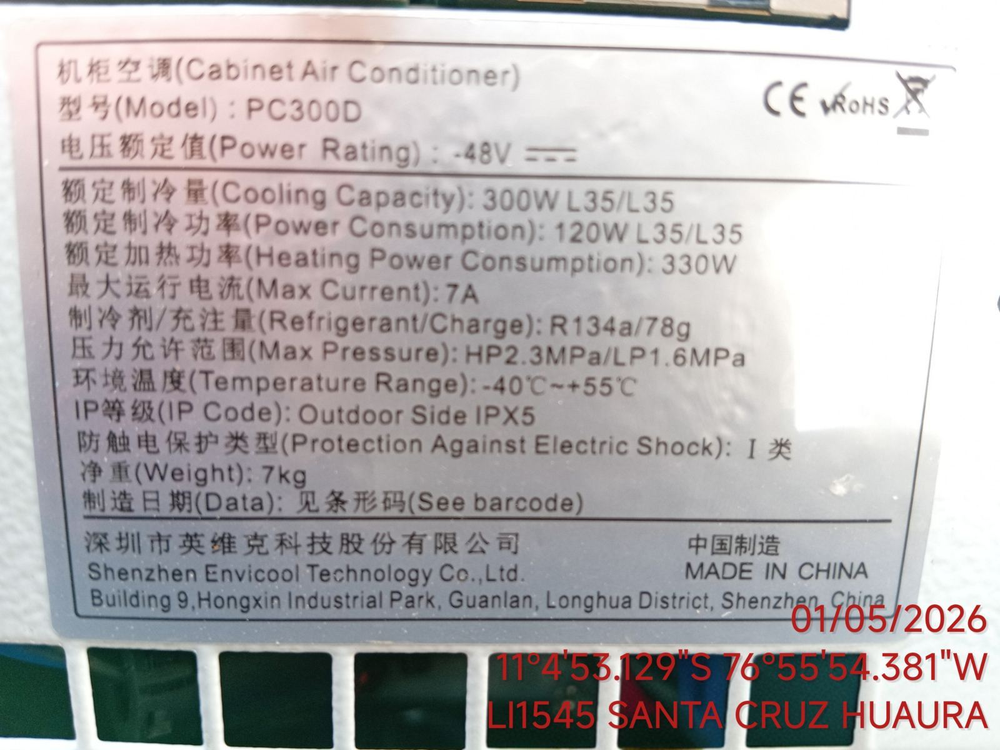 机柜空调(Cabinet Air Conditioner)
型号(Model) : PC300D
电压额定值(Power Rating) : -48V
CE RoHS
额定制冷量(Cooling Capacity): 300W L35/L35
额定制冷功率(Power Consumption): 120W L35/L35
额定加热功率(Heating Power Consumption): 330W
最大运行电流(Max Current): 7A
制冷剂/充注量(Refrigerant/Charge): R134a/78g
压力允许范围(Max Pressure): HP2.3MPa/LP1.6MPa
环境温度(Temperature Range): -40℃~+55℃
IP等级(IP Code): Outdoor Side IPX5
防触电保护类型(Protection Against Electric Shock): I 类
净重(Weight): 7kg
制造日期(Data): 见条形码(See barcode)
深圳市英维克科技股份有限公司
中国制造
Shenzhen Envicool Technology Co.,Ltd.
MADE IN CHINA
Building 9,Hongxin Industrial Park, Guanlan, Longhua District, Shenzhen, China
01/05/2026
11°4'53.129"S 76°55'54.381"W
LI1545 SANTA CRUZ HUAURA